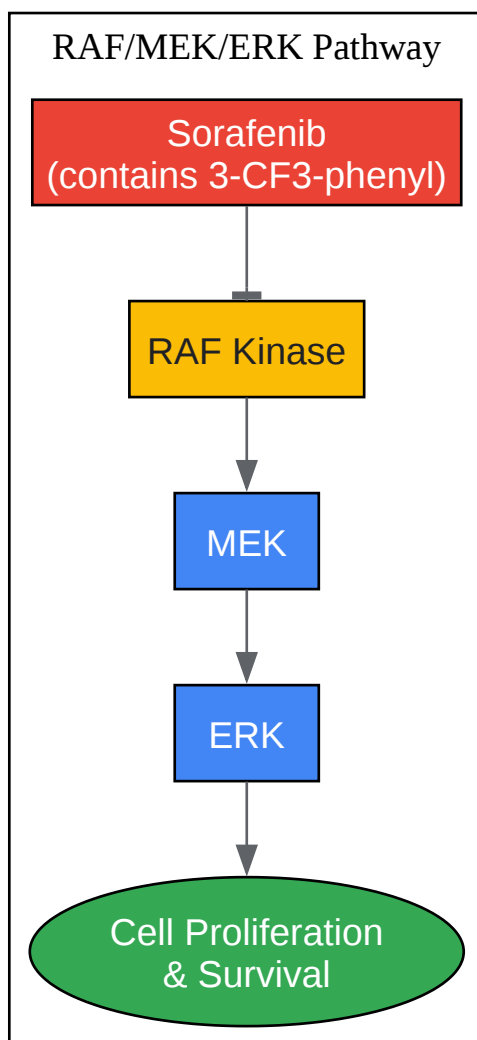 RAF/MEK/ERK Pathway
Sorafenib
(contains 3-CF3-phenyl)
RAF Kinase
MEK
ERK
Cell Proliferation
& Survival